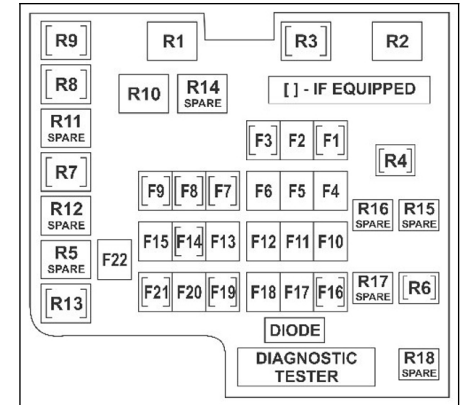 [R9] R1 [R3] R2
[R8] R10 R14 SPARE [ ] - IF EQUIPPED
R11 SPARE
[F3] F2 [F1]
[R7] [R4]
[F9] [F8] [F7] F6 F5 F4
R12 SPARE R16 SPARE R15 SPARE
R5 SPARE F22 F15 [F14] F13 F12 F11 F10
[R13] [F21] F20 [F19] F18 F17 [F16] R17 SPARE [R6]
DIODE
DIAGNOSTIC
TESTER
R18
SPARE